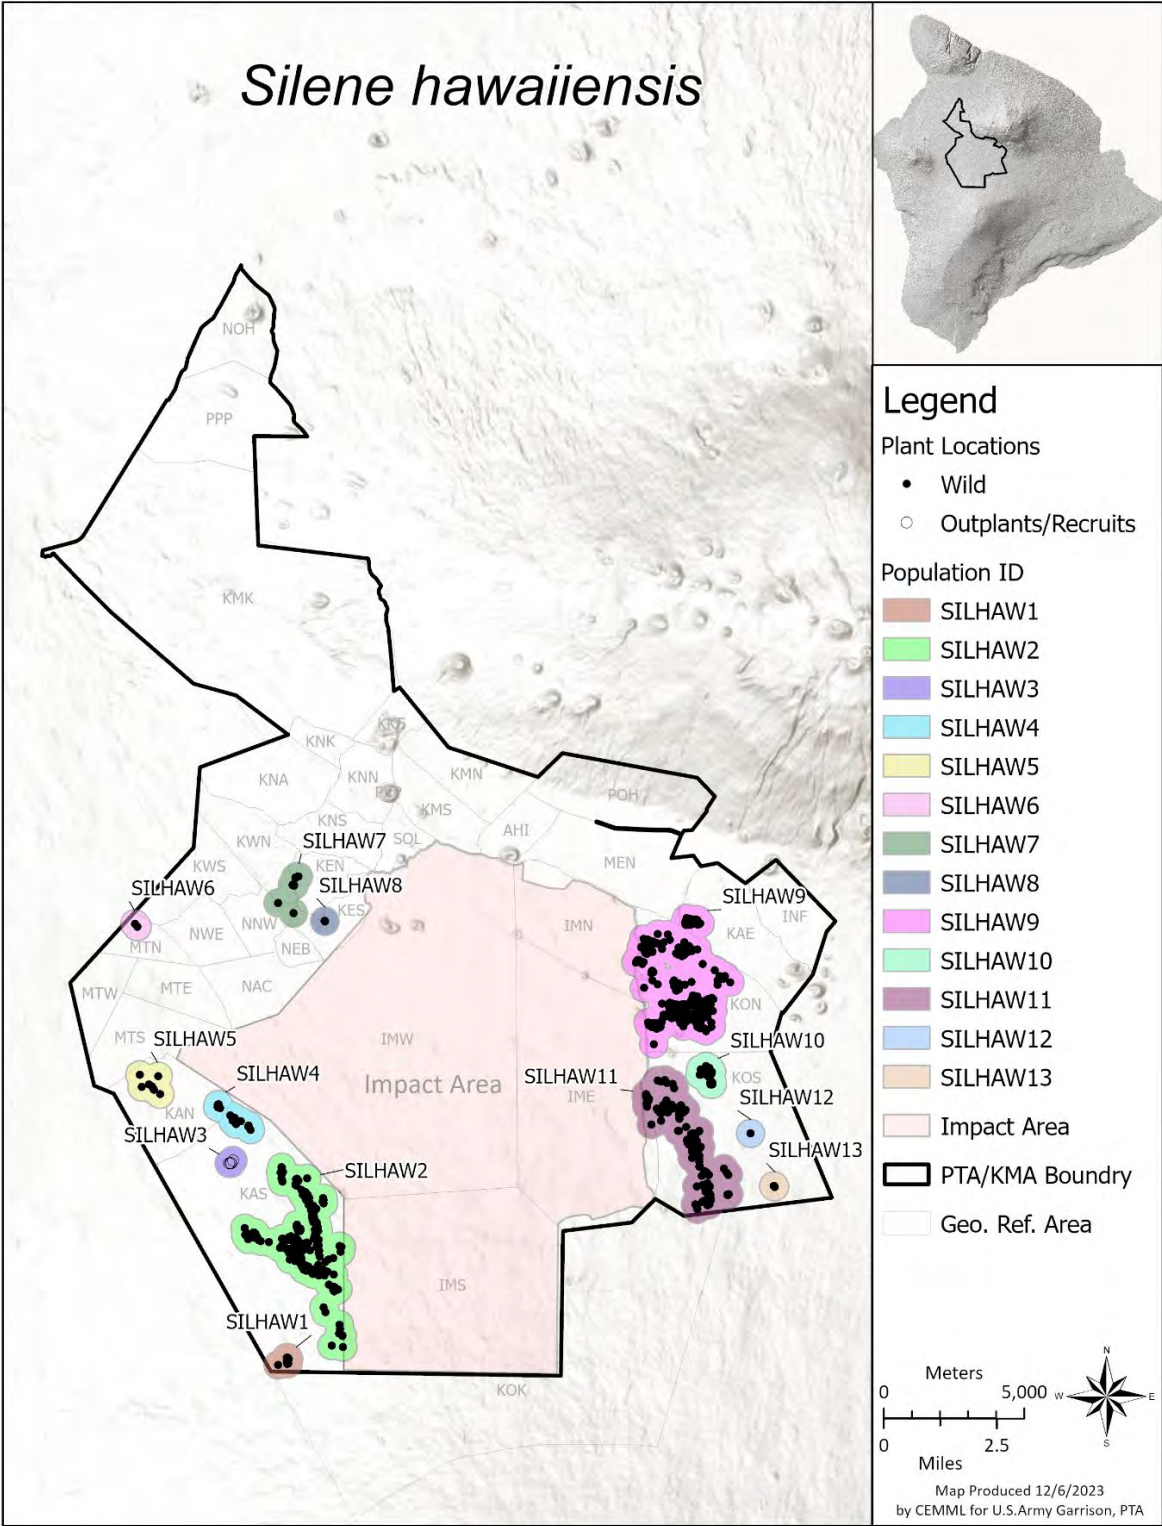 Silene hawaiiensis
NOH
PPP
KMK
KKE
KNK
KNA
KNN
KMN
POH
KMS
KNS
SQL
AHI
KWN
SILHAW7
MEN
KWS
KEN
SILHAW6
SILHAW8
SILHAW9
NNW
KES
IMN
INF
NWE
KAE
MTN
NEB
MTE
NAC
MTW
KON
MTS
SILHAW5
IMW
SILHAW10
SILHAW4
Impact Area
SILHAW11
KOS
IME
SILHAW12
KAN
SILHAW3
SILHAW13
SILHAW2
KAS
IMS
SILHAW1
KOK
Legend
Plant Locations
Wild
Outplants/Recruits
Population ID
SILHAW1
SILHAW2
SILHAW3
SILHAW4
SILHAW5
SILHAW6
SILHAW7
SILHAW8
SILHAW9
SILHAW10
SILHAW11
SILHAW12
SILHAW13
Impact Area
PTA/KMA Boundry
Geo. Ref. Area
N
Meters
0 5,000
W E
S
0 2.5
Miles
Map Produced 12/6/2023
by CEMML for U.S.Army Garrison, PTA